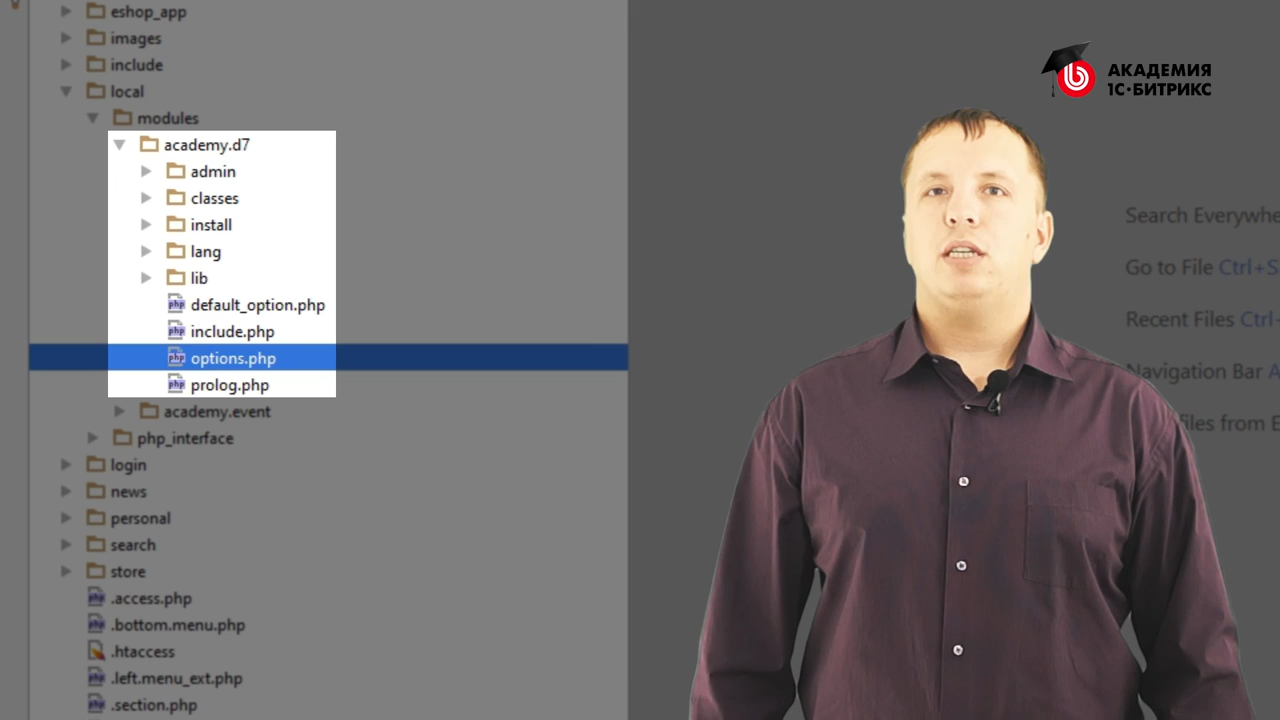 eshop_app
images
include
local
modules
academy.d7
admin
classes
install
lang
lib
default_option.php
include.php
options.php
prolog.php
academy.event
php_interface
login
news
personal
search
store
.access.php
.bottom.menu.php
.htaccess
.left.menu_ext.php
.section.php
АКАДЕМИЯ
1С·БИТРИКС
Search Everywhe
Go to File Ctrl+S
Recent Files Ctrl-
Navigation Bar A
files from E